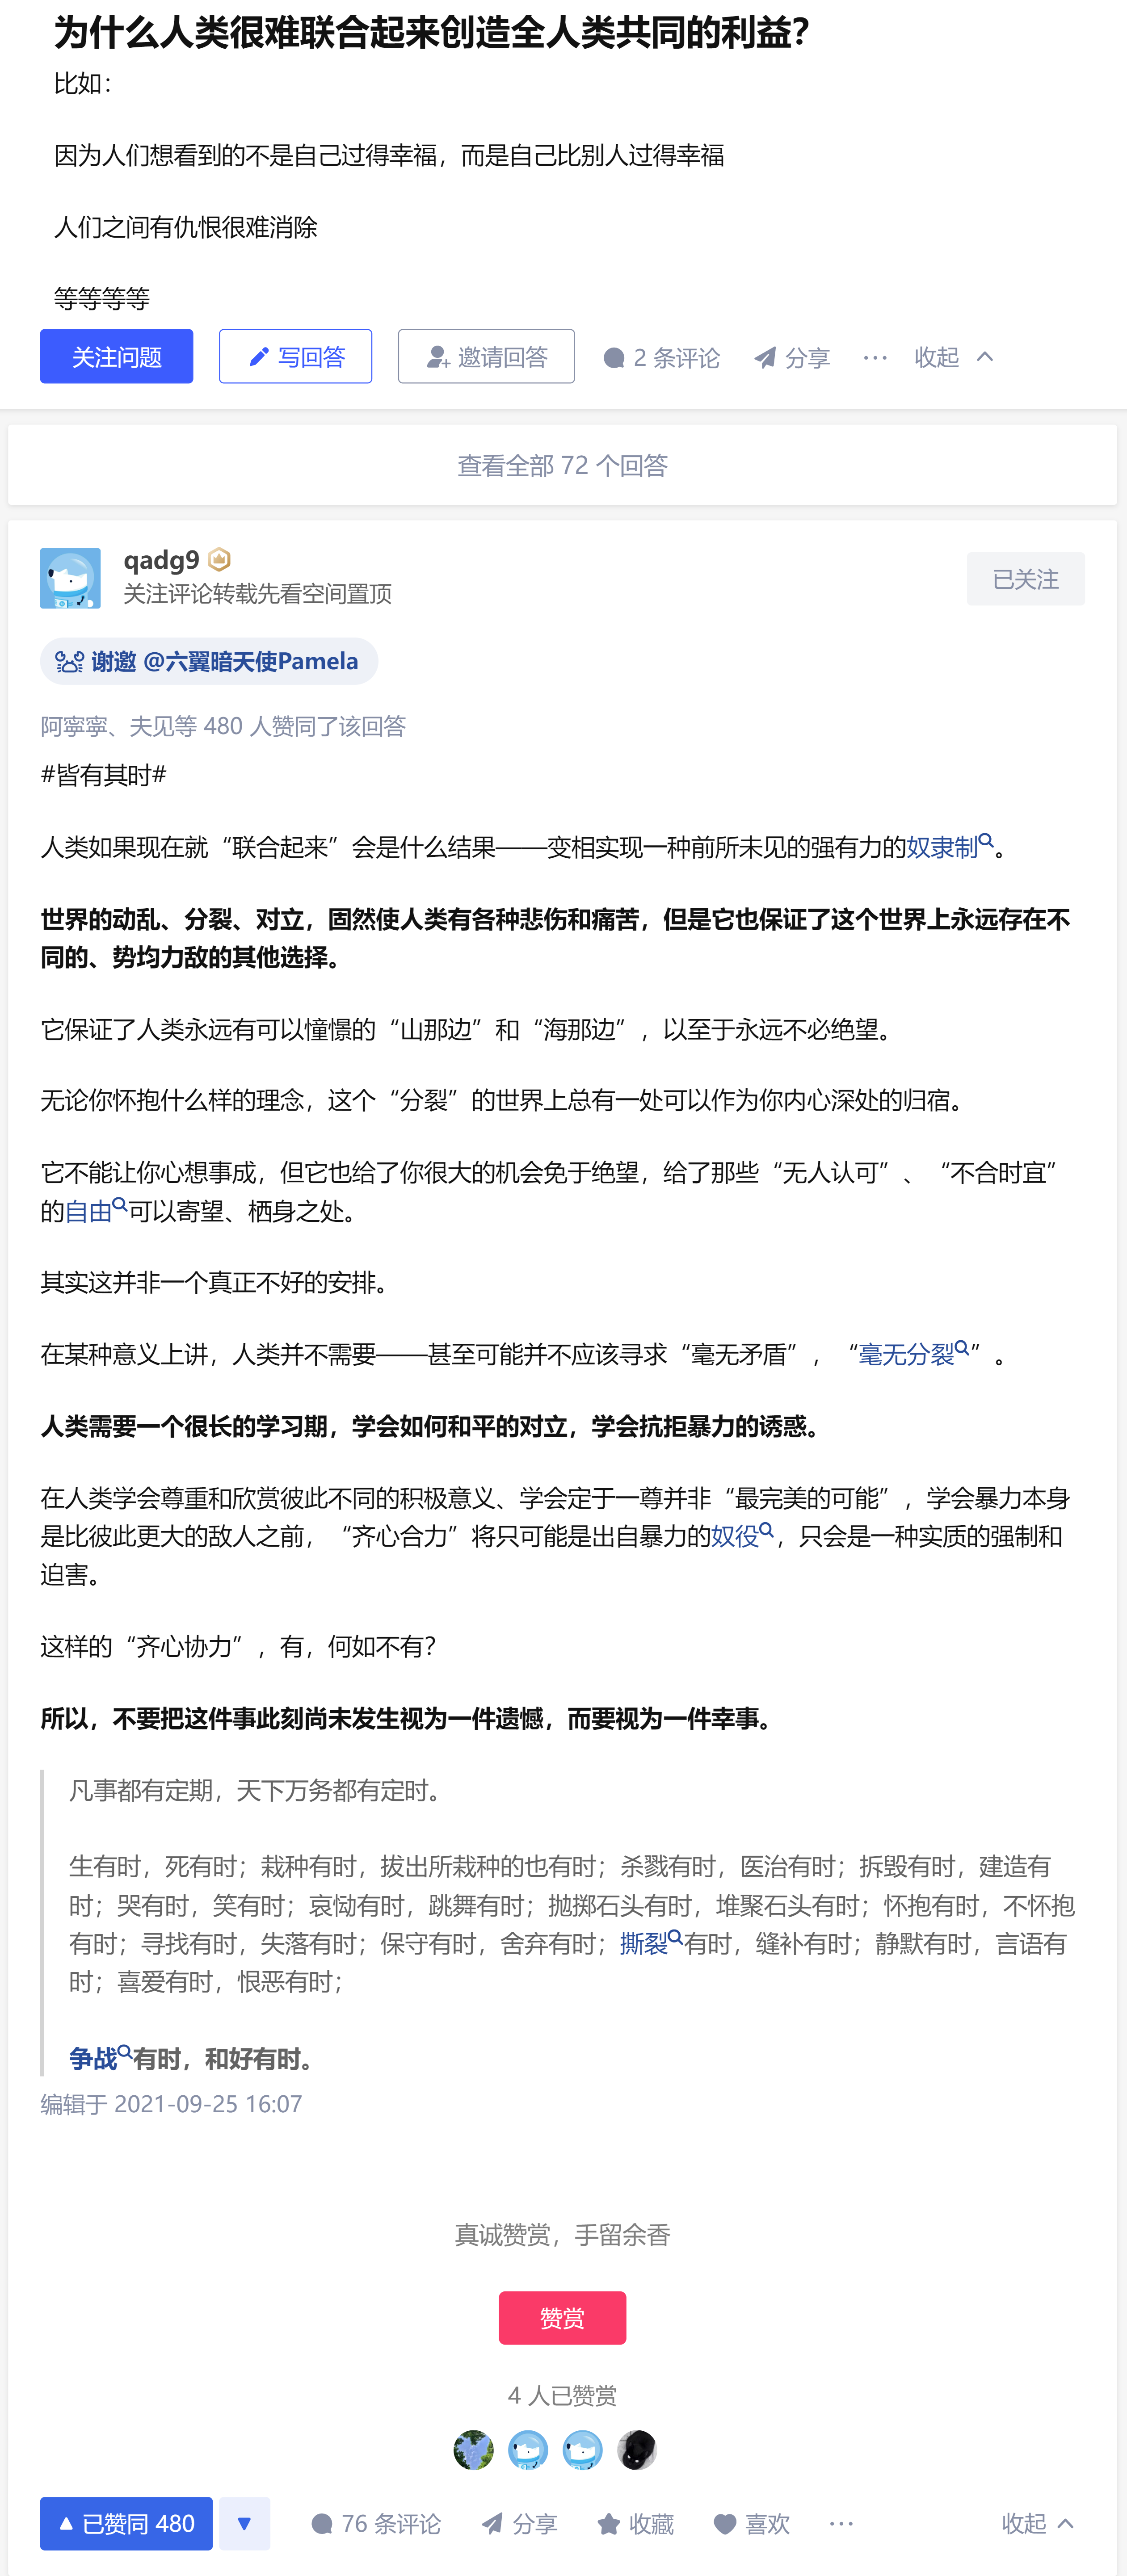 为什么人类很难联合起来创造全人类共同的利益？
比如：
因为人们想看到的不是自己过得幸福，而是自己比别人过得幸福
人们之间有仇恨很难消除
等等等等
关注问题 写回答 邀请回答 2 条评论 分享 ··· 收起
查看全部 72 个回答
qadg9
关注评论转载先看空间置顶
已关注
谢邀 @六翼暗天使Pamela
阿寜寜、夫见等 480 人赞同了该回答
#皆有其时#
人类如果现在就“联合起来”会是什么结果——变相实现一种前所未见的强有力的奴隶制。
世界的动乱、分裂、对立，固然使人类有各种悲伤和痛苦，但是它也保证了这个世界上永远存在不
同的、势均力敌的其他选择。
它保证了人类永远有可以憧憬的“山那边”和“海那边”，以至于永远不必绝望。
无论你怀抱什么样的理念，这个“分裂”的世界上总有一处可以作为你内心深处的归宿。
它不能让你心想事成，但它也给了你很大的机会免于绝望，给了那些“无人认可”、“不合时宜”
的自由可以寄望、栖身之处。
其实这并非一个真正不好的安排。
在某种意义上讲，人类并不需要——甚至可能并不应该寻求“毫无矛盾”，“毫无分裂”。
人类需要一个很长的学习期，学会如何和平的对立，学会抗拒暴力的诱惑。
在人类学会尊重和欣赏彼此不同的积极意义、学会定于一尊并非“最完美的可能”，学会暴力本身
是比彼此更大的敌人之前，“齐心合力”将只可能是出自暴力的奴役，只会是一种实质的强制和
迫害。
这样的“齐心协力”，有，何如不有？
所以，不要把这件事此刻尚未发生视为一件遗憾，而要视为一件幸事。
凡事都有定期，天下万务都有定时。
生有时，死有时；栽种有时，拔出所栽种的也有时；杀戮有时，医治有时；拆毁有时，建造有
时；哭有时，笑有时；哀恸有时，跳舞有时；抛掷石头有时，堆聚石头有时；怀抱有时，不怀抱
有时；寻找有时，失落有时；保守有时，舍弃有时；撕裂有时，缝补有时；静默有时，言语有
时；喜爱有时，恨恶有时；
争战有时，和好有时。
编辑于 2021-09-25 16:07
真诚赞赏，手留余香
赞赏
4 人已赞赏
已赞同 480 76 条评论 分享 收藏 喜欢 ··· 收起